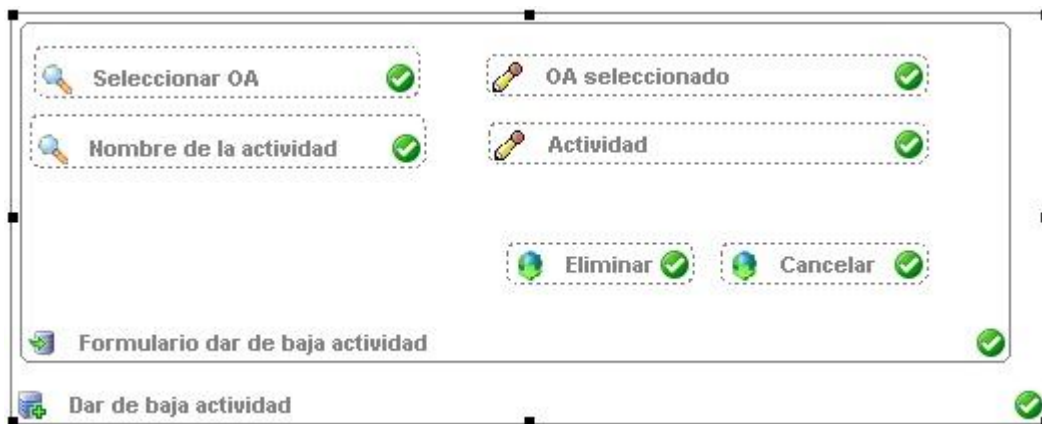 Seleccionar OA
OA seleccionado
Nombre de la actividad
Actividad
Eliminar
Cancelar
Formulario dar de baja actividad
Dar de baja actividad